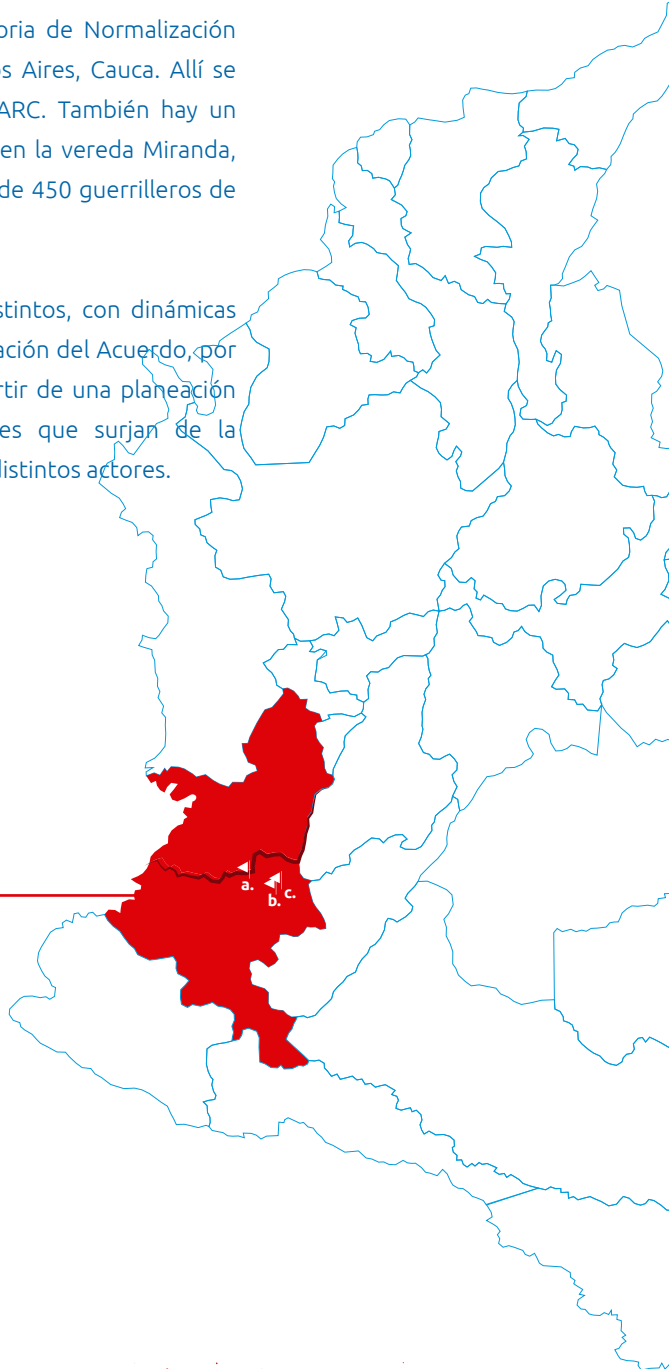 oria de Normalización
os Aires, Cauca. Allí se
ARC. También hay un
en la vereda Miranda,
de 450 guerrilleros de
stintos, con dinámicas
ación del Acuerdo, por
rtir de una planeación
es que surjan de la
distintos actores.
a.
b. c.